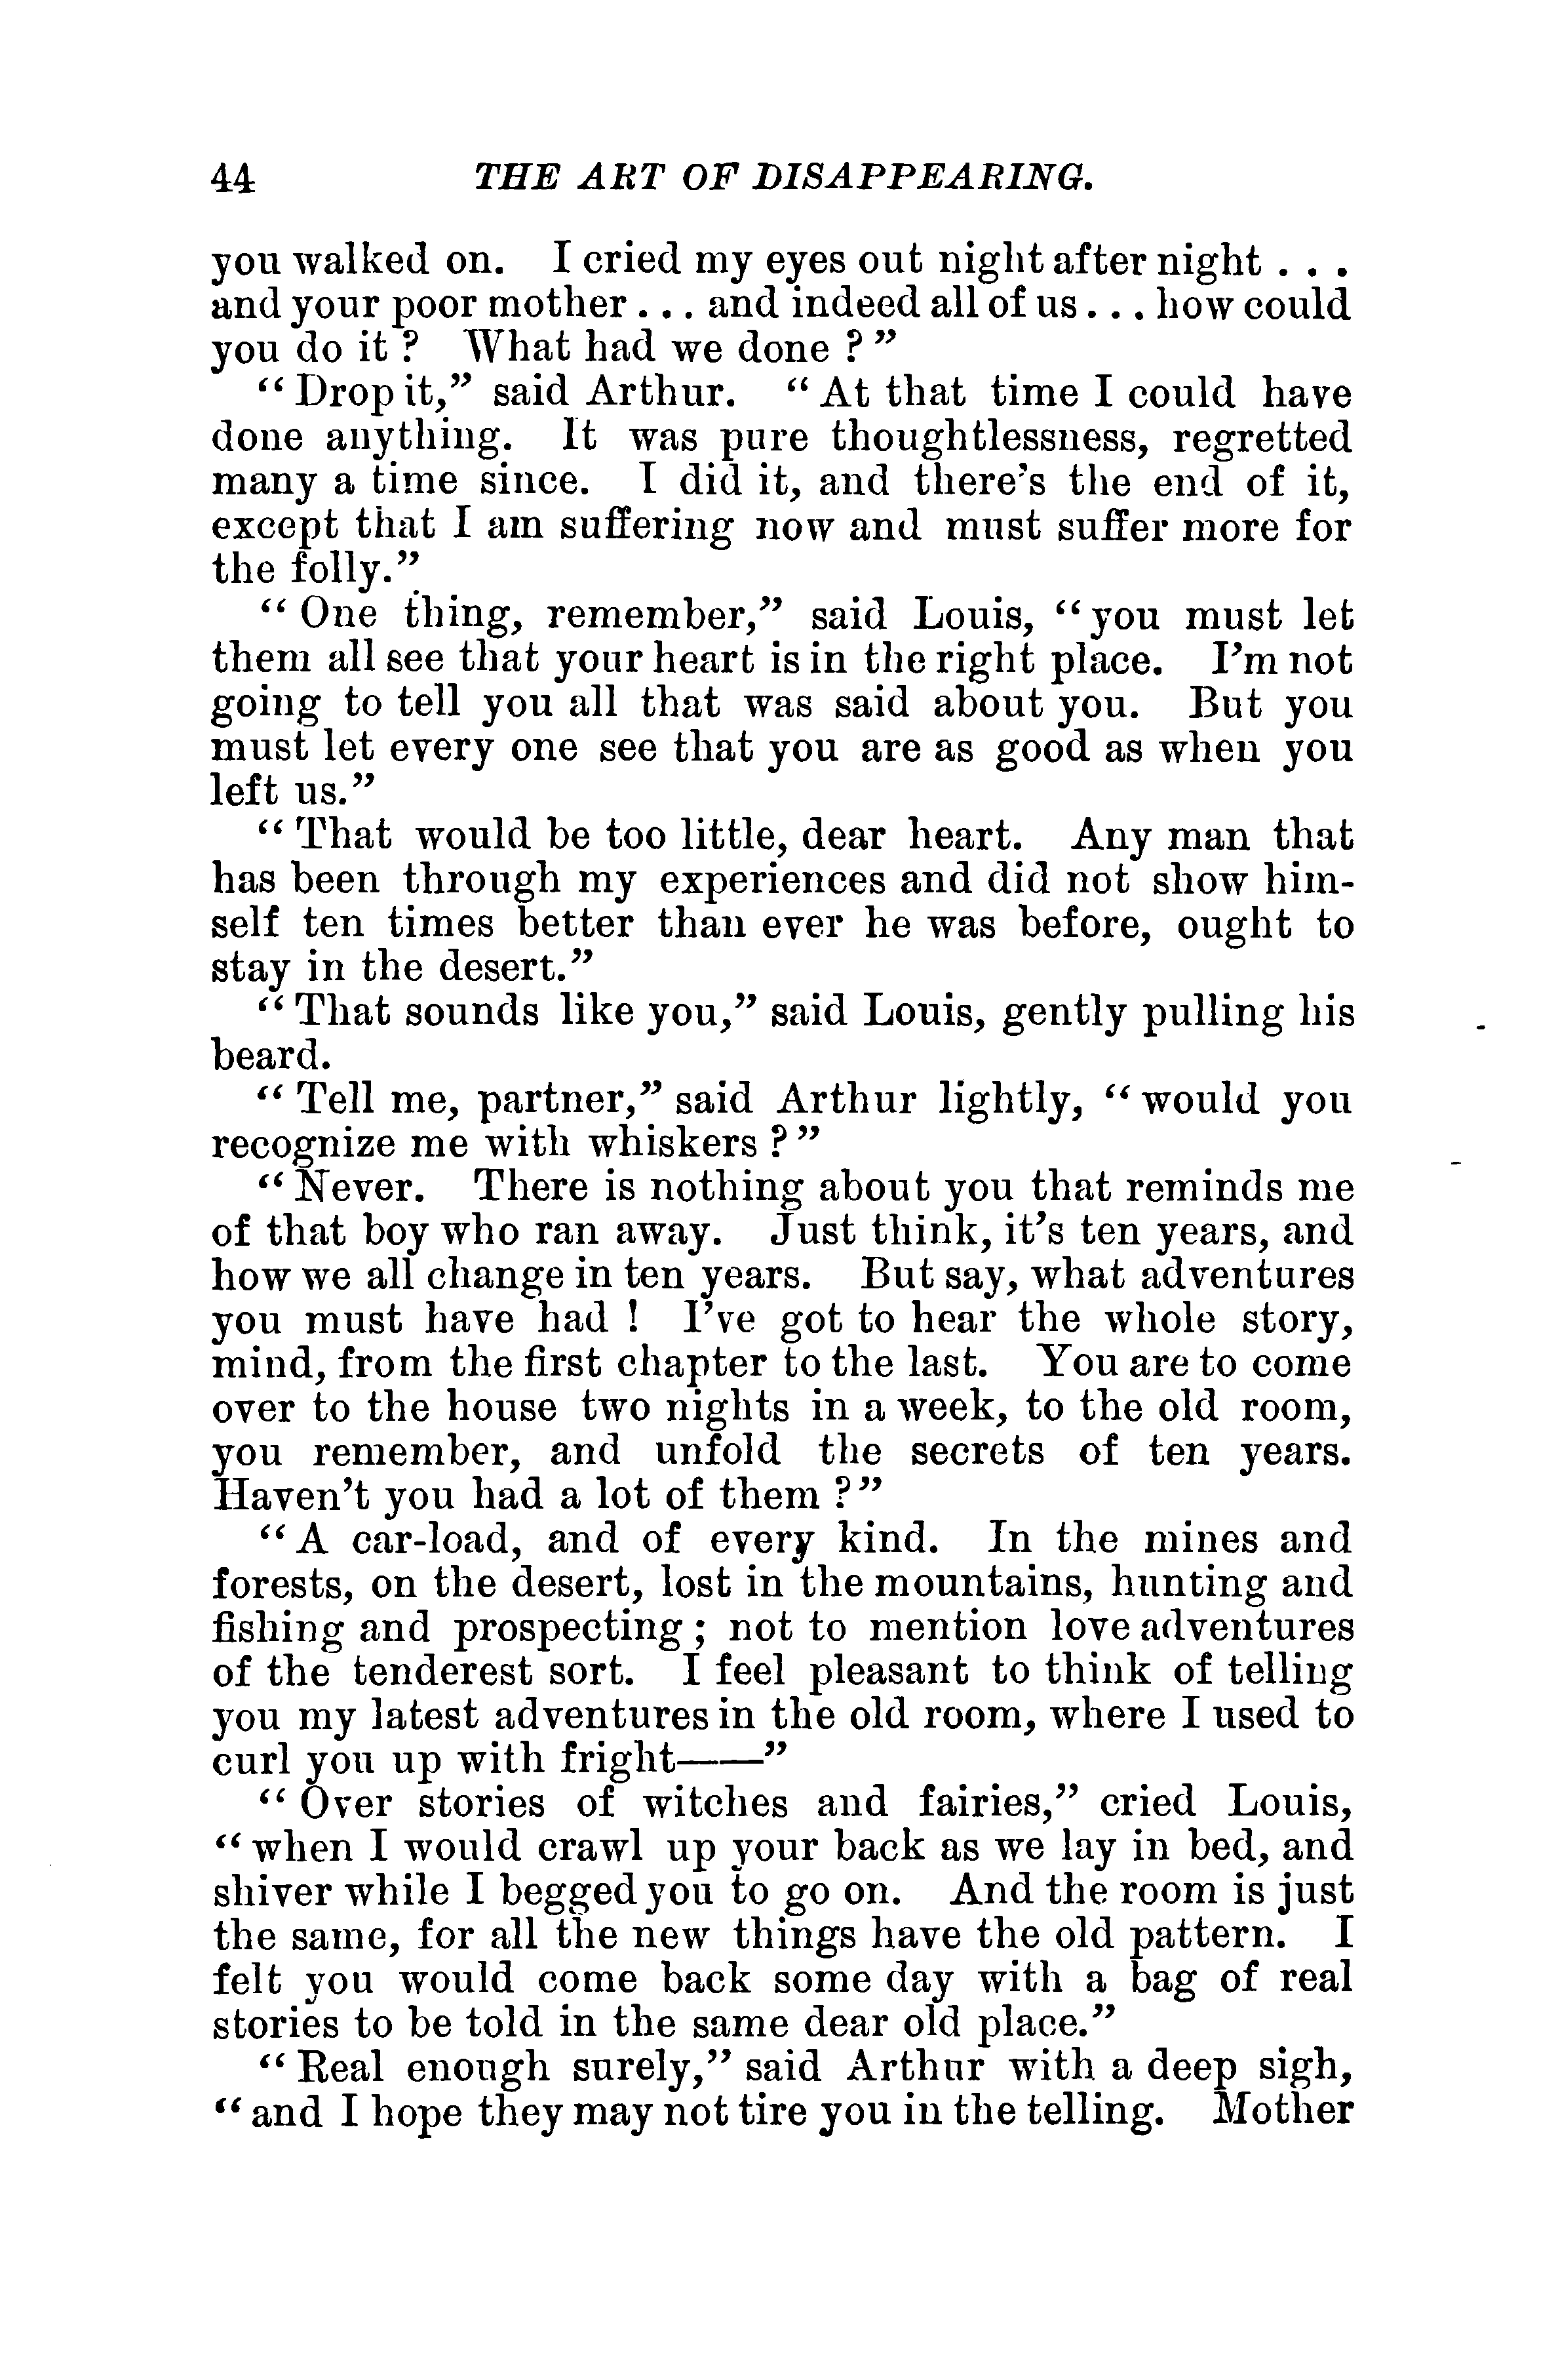 44 THE ART OF DISAPPEARING.
you walked on. I cried my eyes out night after night . . .
and your poor mother . . . and indeed all of us . . . how could
you do it ? What had we done ? ”
“ Drop it,” said Arthur. “ At that time I could have
done anything. It was pure thoughtlessness, regretted
many a time since. I did it, and there’s the end of it,
except that I am suffering now and must suffer more for
the folly.”
“ One thing, remember,” said Louis, “ you must let
them all see that your heart is in the right place. I’m not
going to tell you all that was said about you. But you
must let every one see that you are as good as when you
left us.”
“ That would be too little, dear heart. Any man that
has been through my experiences and did not show him-
self ten times better than ever he was before, ought to
stay in the desert.”
“ That sounds like you,” said Louis, gently pulling his
beard.
“ Tell me, partner,” said Arthur lightly, “ would you
recognize me with whiskers ? ”
“ Never. There is nothing about you that reminds me
of that boy who ran away. Just think, it’s ten years, and
how we all change in ten years. But say, what adventures
you must have had ! I’ve got to hear the whole story,
mind, from the first chapter to the last. You are to come
over to the house two nights in a week, to the old room,
you remember, and unfold the secrets of ten years.
Haven’t you had a lot of them ? ”
“ A car-load, and of every kind. In the mines and
forests, on the desert, lost in the mountains, hunting and
fishing and prospecting ; not to mention love adventures
of the tenderest sort. I feel pleasant to think of telling
you my latest adventures in the old room, where I used to
curl you up with fright——”
“ Over stories of witches and fairies,” cried Louis,
“ when I would crawl up your back as we lay in bed, and
shiver while I begged you to go on. And the room is just
the same, for all the new things have the old pattern. I
felt you would come back some day with a bag of real
stories to be told in the same dear old place.”
“ Real enough surely,” said Arthur with a deep sigh,
“ and I hope they may not tire you in the telling. Mother